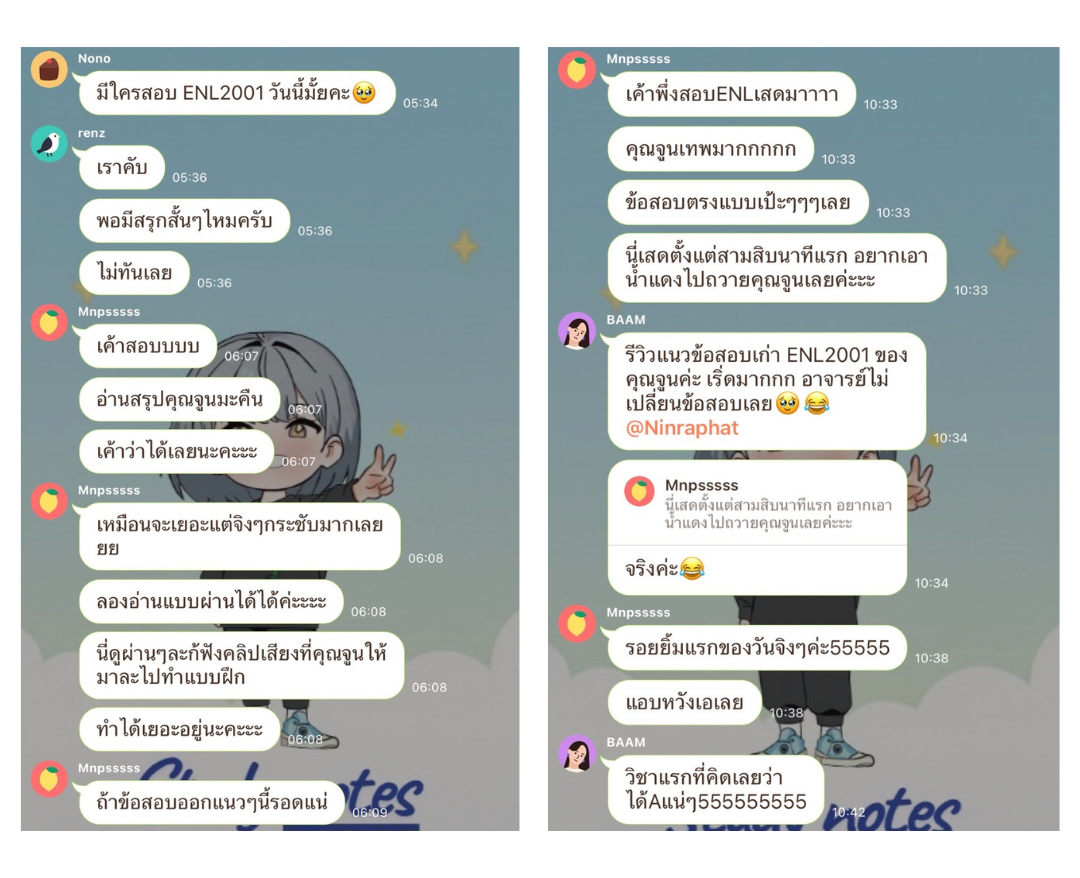 Nono
มีใครสอบ ENL2001 วันนี้มั้ยคะ🥹
05:34
renz
เราคับ
05:36
พอมีสรุกสั้นๆไหมครับ
05:36
ไม่ทันเลย
05:36
Mnpsssss
เค้าสอบบบบ
06:07
อ่านสรุปคุณจูนมะคืน
06:07
เค้าว่าได้เลยนะคะะะ
06:07
Mnpsssss
เหมือนจะเยอะแต่จิงๆกระชับมากเลย
ยย
06:08
ลองอ่านแบบผ่านได้ได้ค่ะะะะ
06:08
นี่ดูผ่านๆละก้ฟังคลิปเสียงที่คุณจูนให้
มาละไปทำแบบฝึก
06:08
ทำได้เยอะอยู่นะคะะะ
06:08
Mnpsssss
ถ้าข้อสอบออกแนวๆนี้รอดแน่
06:09
Study notes
Mnpsssss
เค้าพึ่งสอบENLเสดมาาาา
10:33
คุณจูนเทพมากกกกก
10:33
ข้อสอบตรงแบบเป้ะๆๆๆเลย
10:33
นี่เสดตั้งแต่สามสิบนาทีแรก อยากเอา
น้ำแดงไปถวายคุณจูนเลยค่ะะะ
10:33
BAAM
รีวิวแนวข้อสอบเก่า ENL2001 ของ
คุณจูนค่ะ เริ่ดมากกก อาจารย์ไม่
เปลี่ยนข้อสอบเลย🥹😂
@Ninraphat
10:34
Mnpsssss
นี่เสดตั้งแต่สามสิบนาทีแรก อยากเอา
น้ำแดงไปถวายคุณจูนเลยค่ะะะ
จริงค่ะ😂
10:34
Mnpsssss
รอยยิ้มแรกของวันจิงๆค่ะ55555
10:38
แอบหวังเอเลย
10:38
BAAM
วิชาแรกที่คิดเลยว่า
ได้Aแน่ๆ5555555555
10:42
Study notes